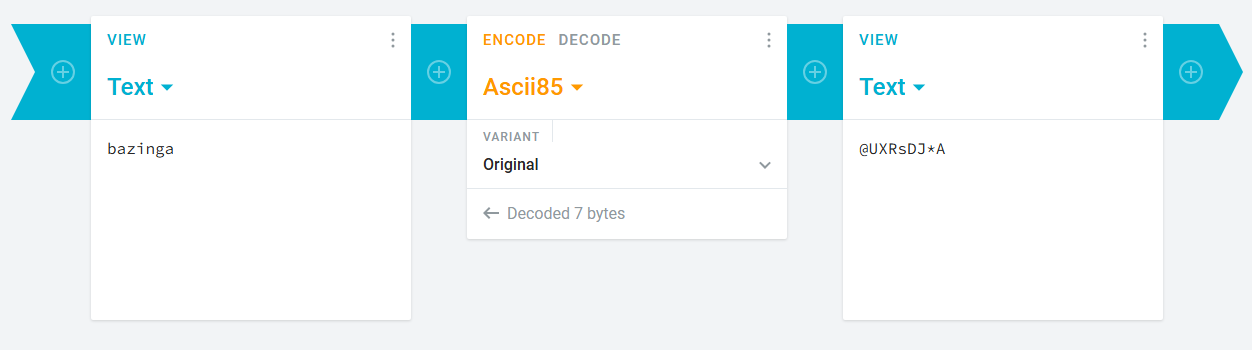 VIEW
Text
bazinga
ENCODE DECODE
Ascii85
VARIANT
Original
← Decoded 7 bytes
VIEW
Text
@UXRsDJ*A